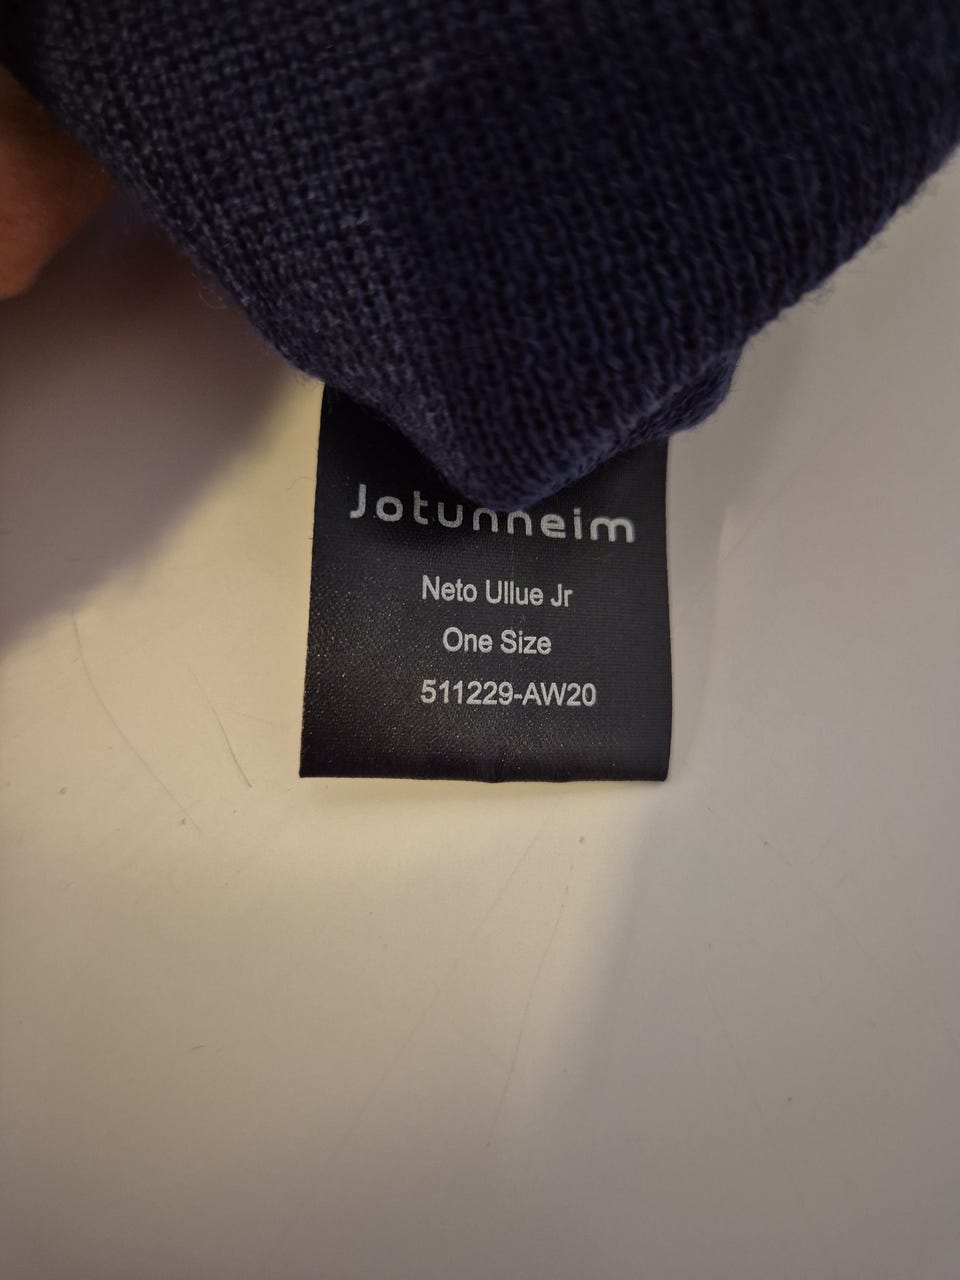 Jotunheim
Neto Ullue Jr
One Size
511229-AW20